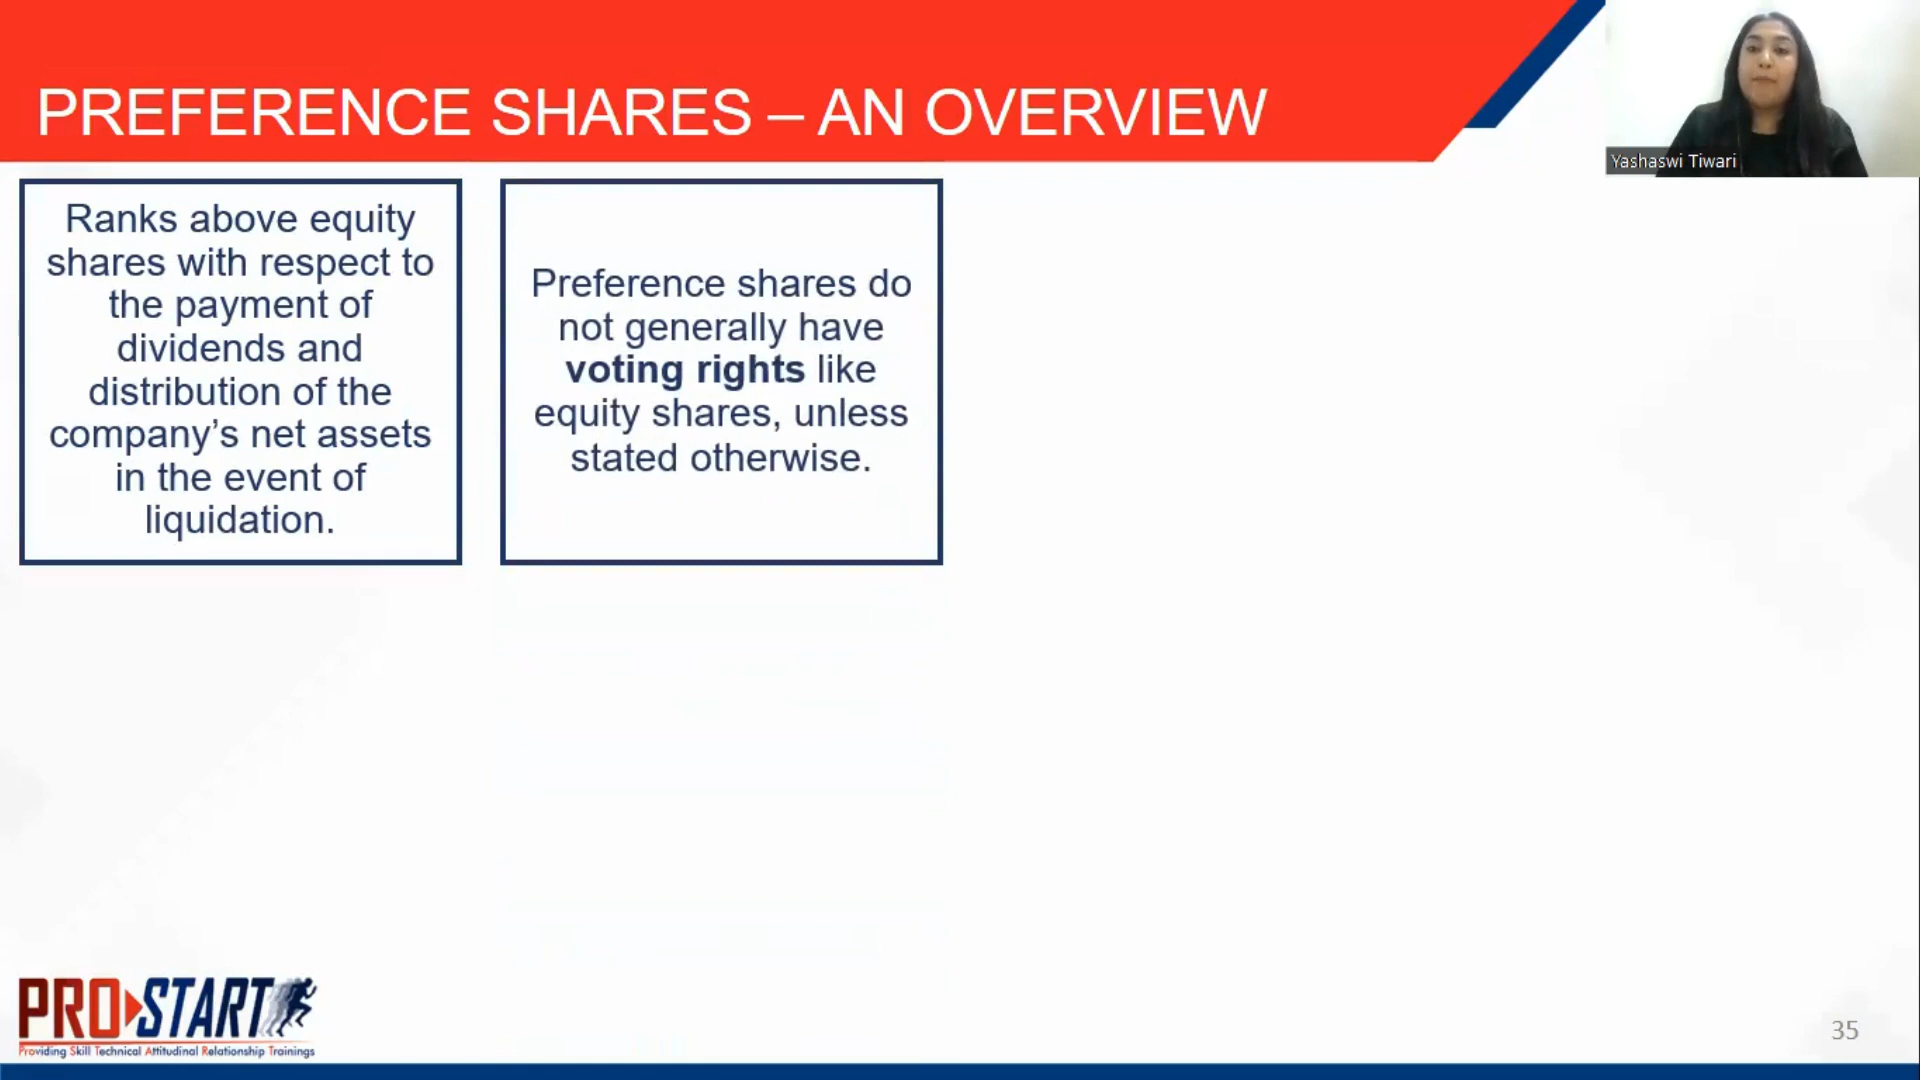 PREFERENCE SHARES – AN OVERVIEW
Yashaswi Tiwari
Ranks above equity
shares with respect to
the payment of
dividends and
distribution of the
company’s net assets
in the event of
liquidation.
Preference shares do
not generally have
voting rights like
equity shares, unless
stated otherwise.
PRO START
Providing Skill Technical Attitudinal Relationship Trainings
35